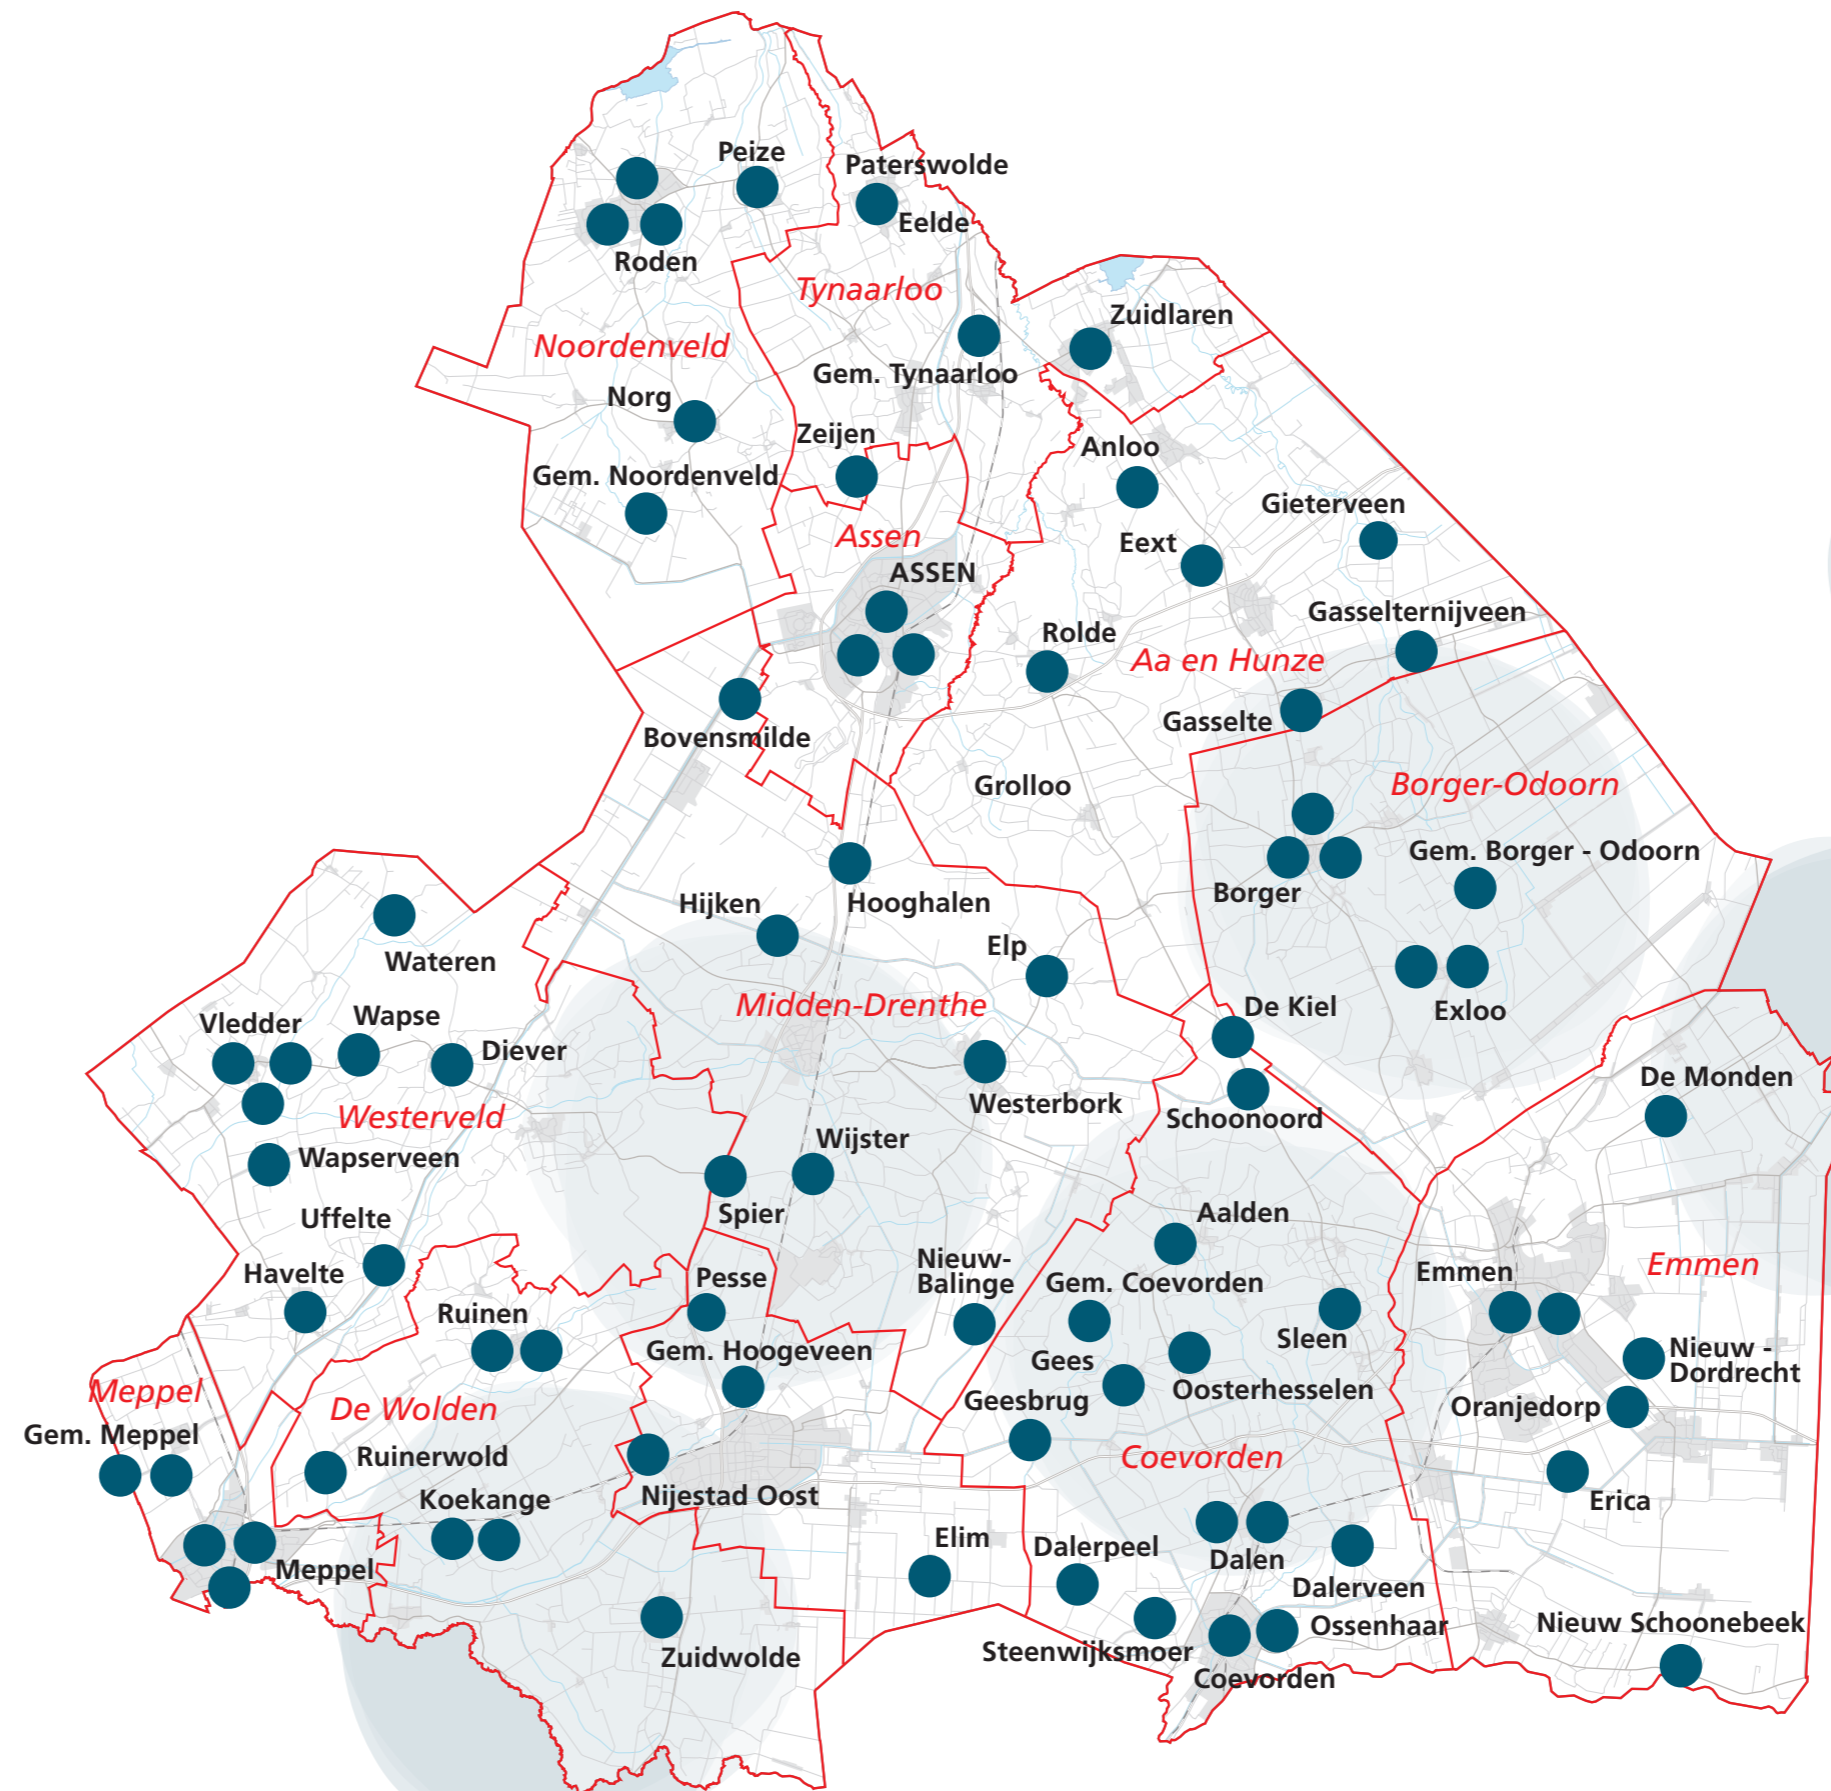 Peize
Paterswolde
Eelde
Roden
Tynaarloo
Zuidlaren
Noordenveld
Gem. Tynaarloo
Norg
Zeijen
Anloo
Gem. Noordenveld
Gieterveen
Assen
Eext
ASSEN
Gasselternijveen
Rolde
Aa en Hunze
Gasselte
Bovensmilde
Grolloo
Borger-Odoorn
Gem. Borger - Odoorn
Borger
Hijken
Hooghalen
Elp
Wateren
Midden-Drenthe
De Kiel
Exloo
Vledder
Wapse
Diever
De Monden
Westerveld
Westerbork
Schoonoord
Wapserveen
Wijster
Spier
Aalden
Uffelte
Nieuw-
Balinge
Havelte
Pesse
Gem. Coevorden
Emmen
Emmen
Ruinen
Sleen
Gem. Hoogeveen
Gees
Nieuw -
Dordrecht
Meppel
Oosterhesselen
De Wolden
Geesbrug
Oranjedorp
Gem. Meppel
Ruinerwold
Coevorden
Koekange
Nijestad Oost
Erica
Elim
Dalerpeel
Dalen
Meppel
Dalerveen
Ossenhaar
Nieuw Schoonebeek
Zuidwolde
Steenwijksmoer
Coevorden